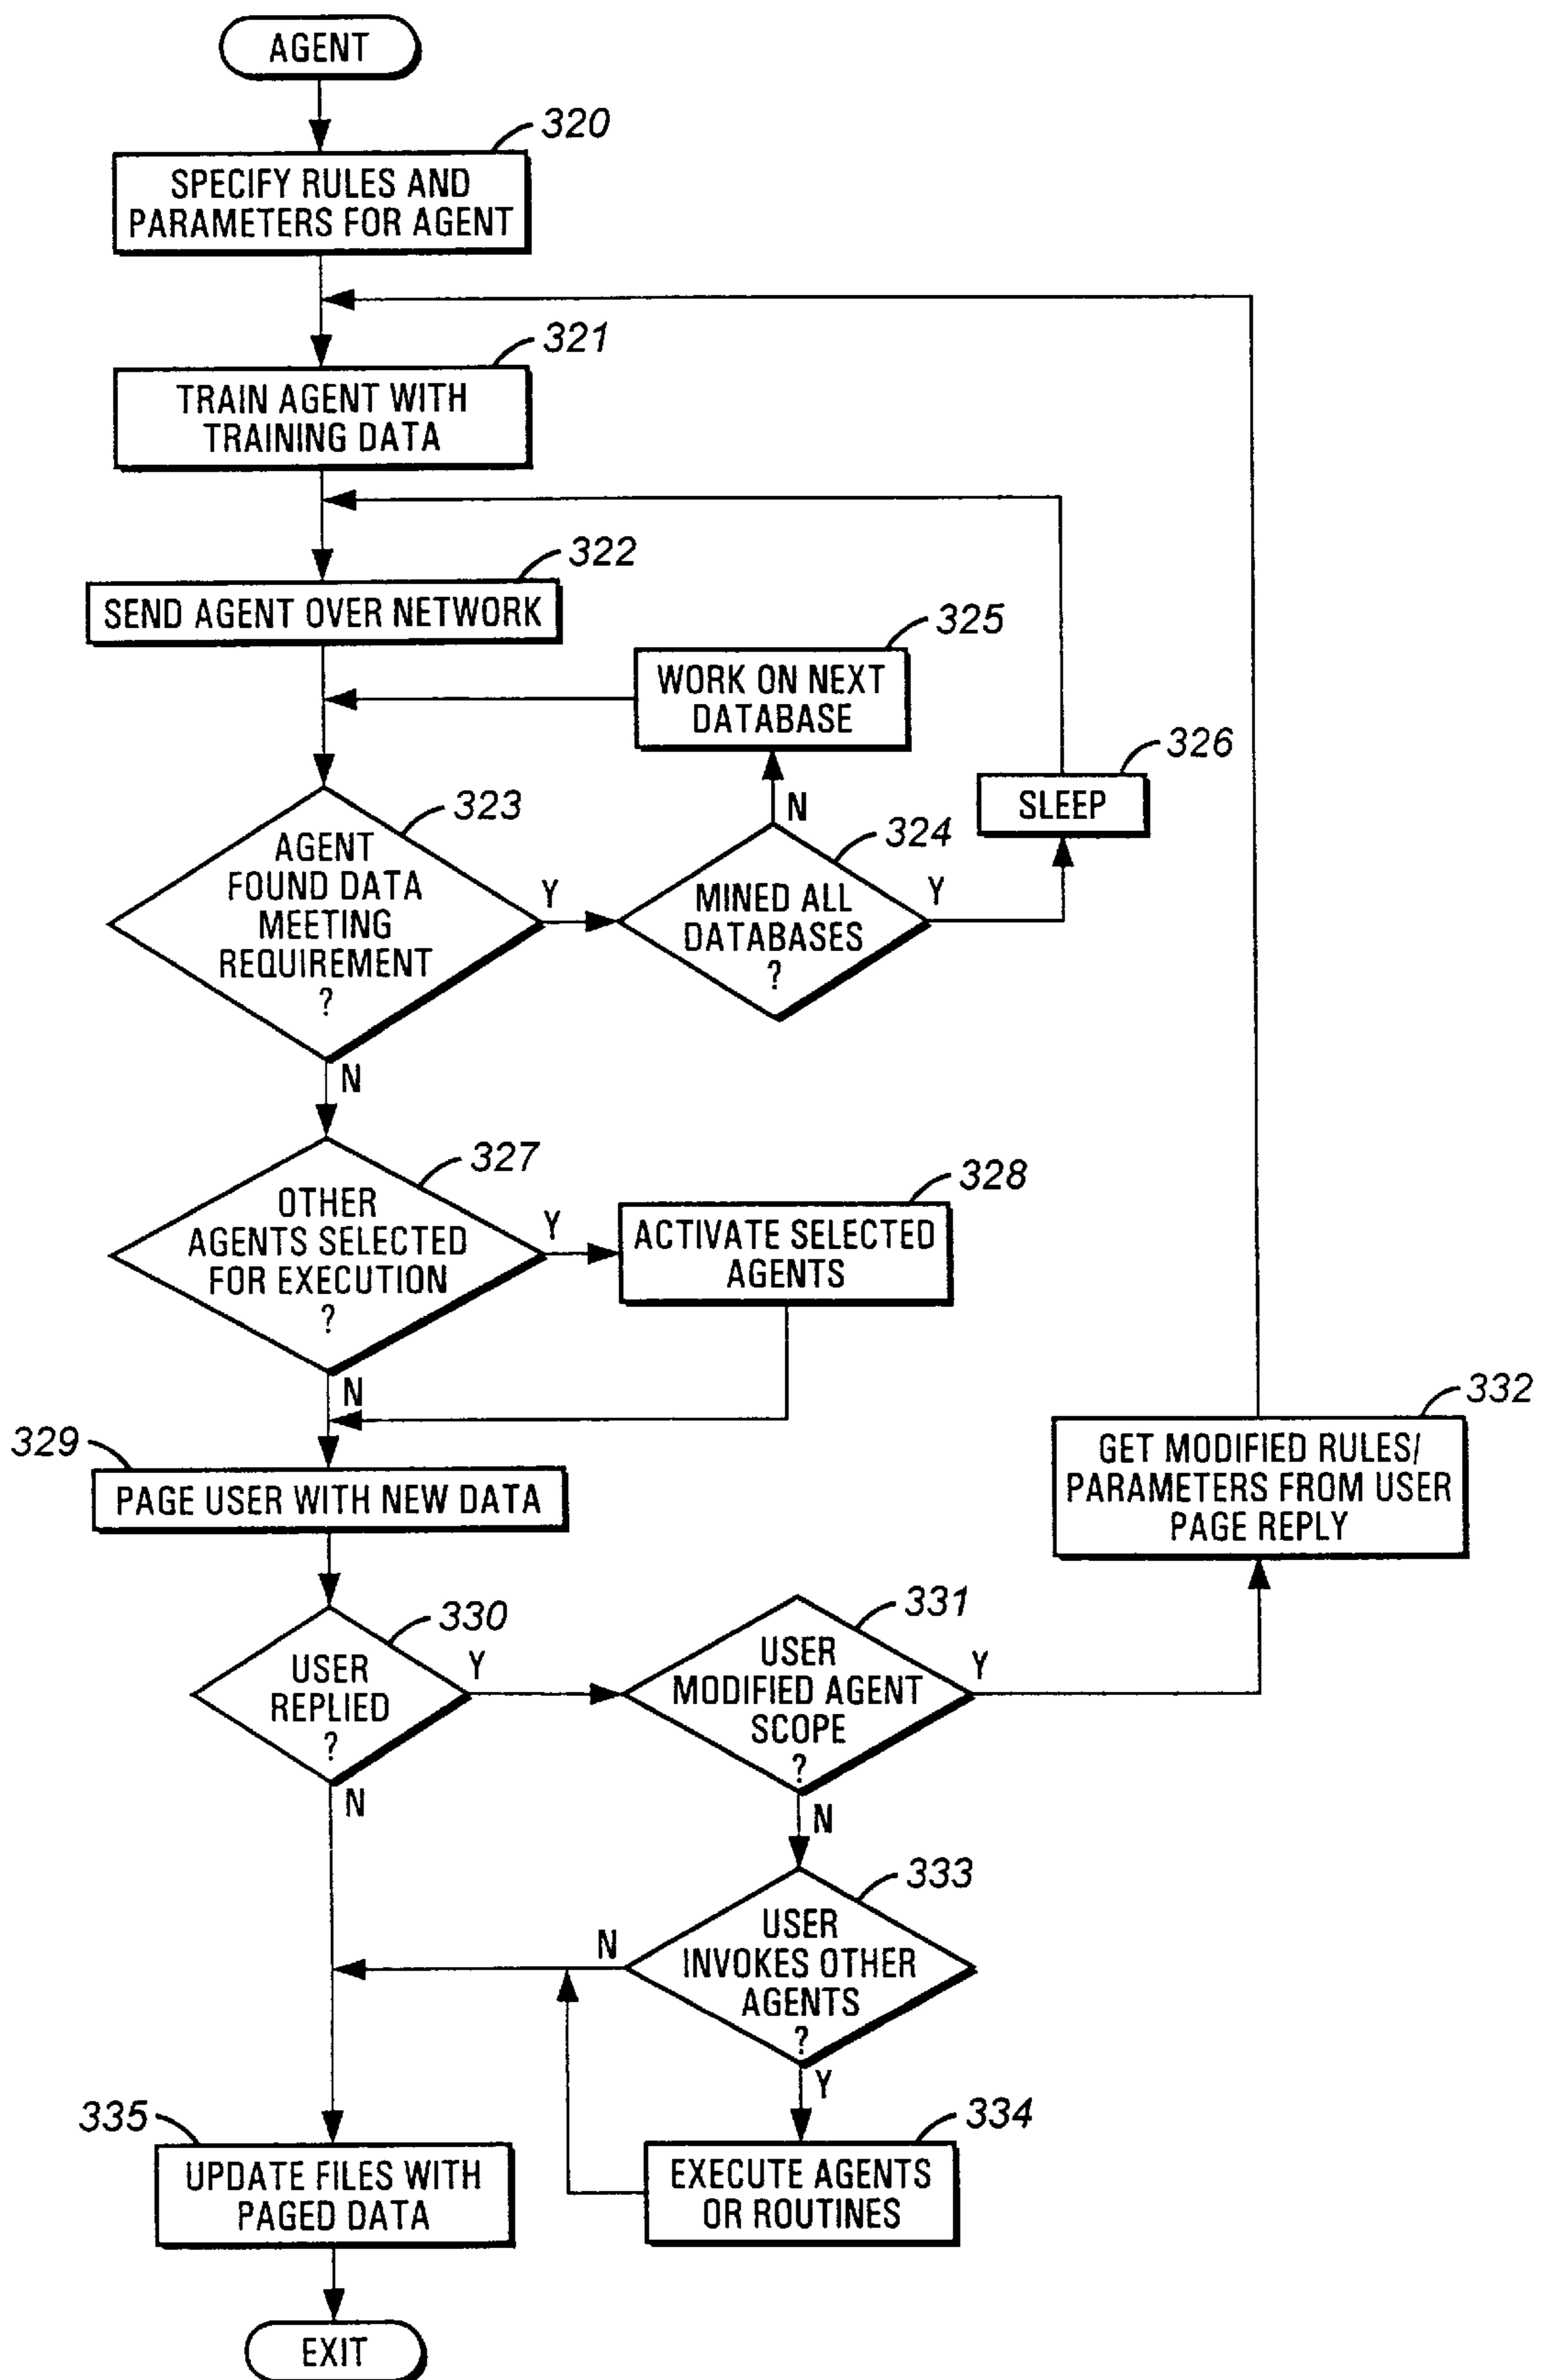 AGENT
320
SPECIFY RULES AND
PARAMETERS FOR AGENT
321
TRAIN AGENT WITH
TRAINING DATA
322
SEND AGENT OVER NETWORK
325
WORK ON NEXT
DATABASE
326
SLEEP
323
AGENT
FOUND DATA
MEETING
REQUIREMENT
?
Y
N
324
MINED ALL
DATABASES
?
Y
N
327
OTHER
AGENTS SELECTED
FOR EXECUTION
?
Y
328
ACTIVATE SELECTED
AGENTS
N
332
GET MODIFIED RULES/
PARAMETERS FROM USER
PAGE REPLY
329
PAGE USER WITH NEW DATA
330
USER
REPLIED
?
Y
331
USER
MODIFIED AGENT
SCOPE
?
Y
N
N
333
USER
INVOKES OTHER
AGENTS
?
N
Y
334
EXECUTE AGENTS
OR ROUTINES
335
UPDATE FILES WITH
PAGED DATA
EXIT